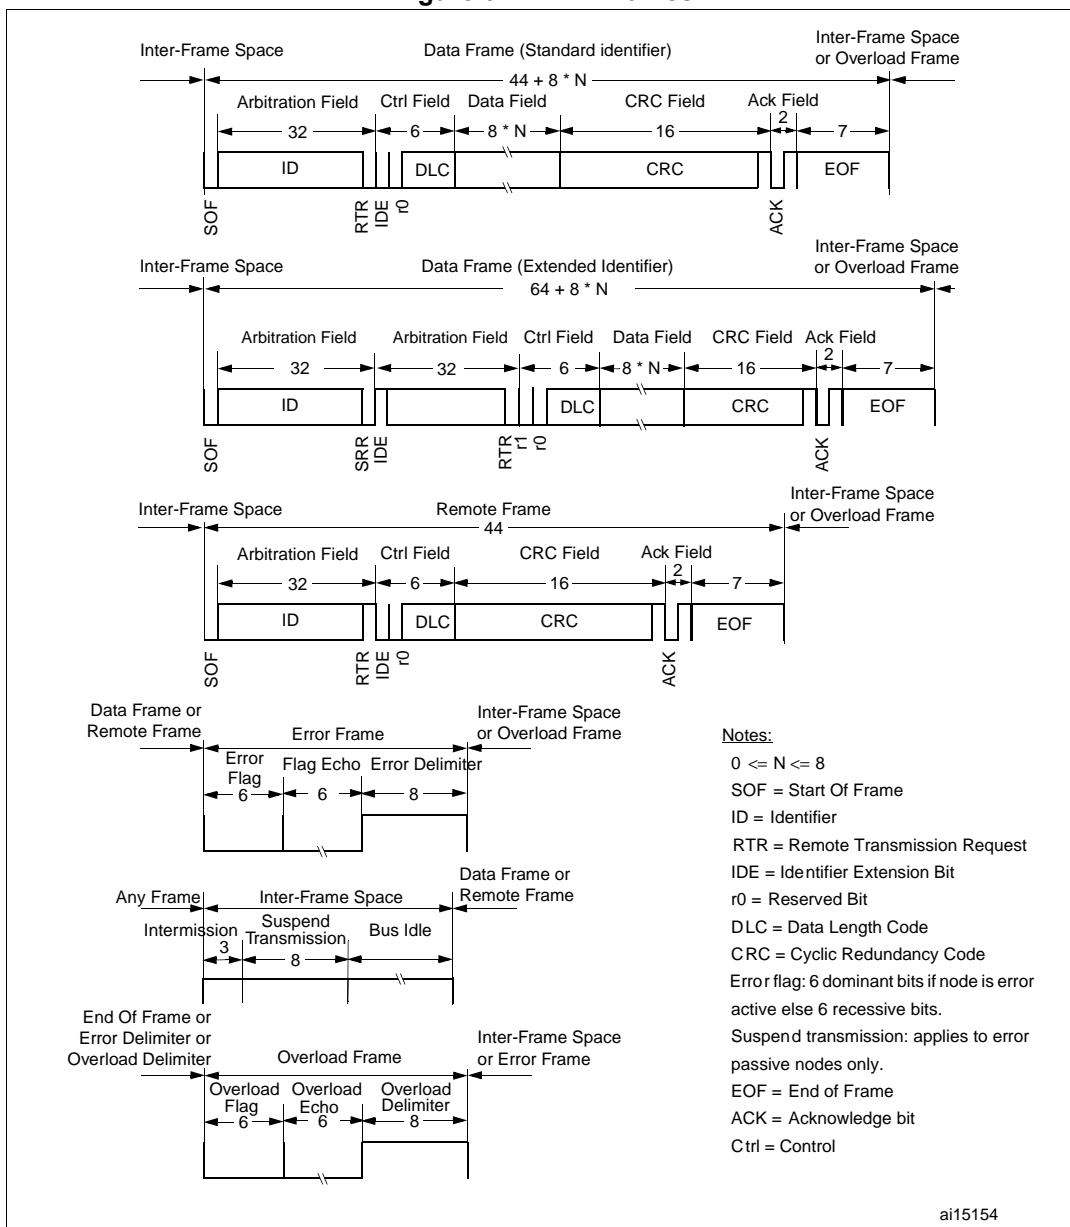 Inter-Frame Space
Data Frame (Standard identifier)
Inter-Frame Space
or Overload Frame
44 + 8 * N
Arbitration Field
Ctrl Field
Data Field
CRC Field
Ack Field
32
6
8 * N
16
2
7
ID
DLC
CRC
EOF
SOF
RTR
IDE
r0
ACK
Inter-Frame Space
Data Frame (Extended Identifier)
Inter-Frame Space
or Overload Frame
64 + 8 * N
Arbitration Field
Arbitration Field
Ctrl Field
Data Field
CRC Field
Ack Field
32
32
6
8 * N
16
2
7
ID
DLC
CRC
EOF
SOF
SRR
IDE
RTR
r1
r0
ACK
Inter-Frame Space
Remote Frame
Inter-Frame Space
or Overload Frame
44
Arbitration Field
Ctrl Field
CRC Field
Ack Field
32
6
16
2
7
ID
DLC
CRC
EOF
SOF
RTR
IDE
r0
ACK
Data Frame or
Remote Frame
Error Frame
Inter-Frame Space
or Overload Frame
Error
Flag
Flag Echo
Error Delimiter
6
6
8
Any Frame
Inter-Frame Space
Data Frame or
Remote Frame
Intermission
Suspend
Transmission
Bus Idle
3
8
End Of Frame or
Error Delimiter or
Overload Delimiter
Overload Frame
Inter-Frame Space
or Error Frame
Overload
Flag
Overload
Echo
Overload
Delimiter
6
6
8
Notes:
0 <= N <= 8
SOF = Start Of Frame
ID = Identifier
RTR = Remote Transmission Request
IDE = Identifier Extension Bit
r0 = Reserved Bit
DLC = Data Length Code
CRC = Cyclic Redundancy Code
Error flag: 6 dominant bits if node is error
active else 6 recessive bits.
Suspend transmission: applies to error
passive nodes only.
EOF = End of Frame
ACK = Acknowledge bit
Ctrl = Control
ai15154